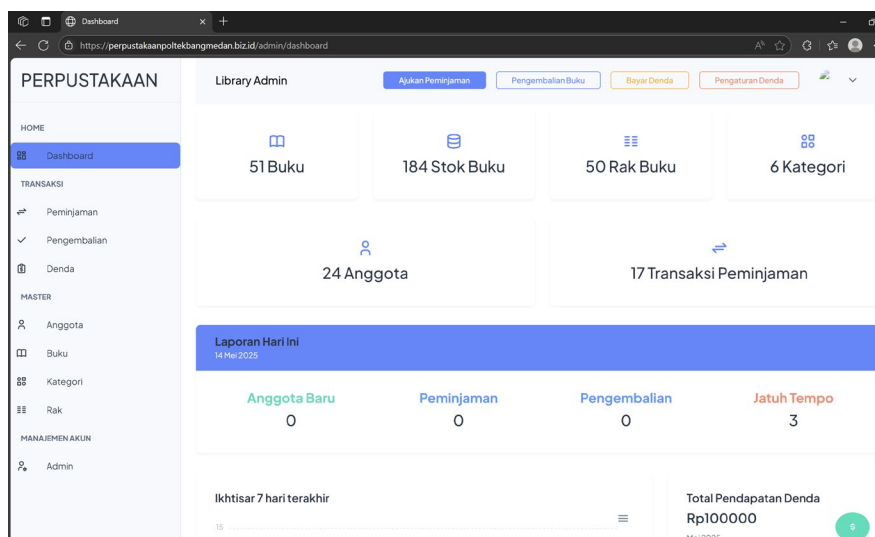 Dashboard
https://perpustakaanpoltekbangmedan.biz.id/admin/dashboard
PERPUSTAKAAN
Library Admin
Ajukan Peminjaman
Pengembalian Buku
Bayar Denda
Pengaturan Denda
HOME
Dashboard
TRANSAKSI
Peminjaman
Pengembalian
Denda
MASTER
Anggota
Buku
Kategori
Rak
MANAJEMEN AKUN
Admin
51 Buku
184 Stok Buku
50 Rak Buku
6 Kategori
24 Anggota
17 Transaksi Peminjaman
Laporan Hari Ini
14 Mei 2025
Anggota Baru
0
Peminjaman
0
Pengembalian
0
Jatuh Tempo
3
Ikhtisar 7 hari terakhir
Total Pendapatan Denda
Rp100000
Mei 2025
$